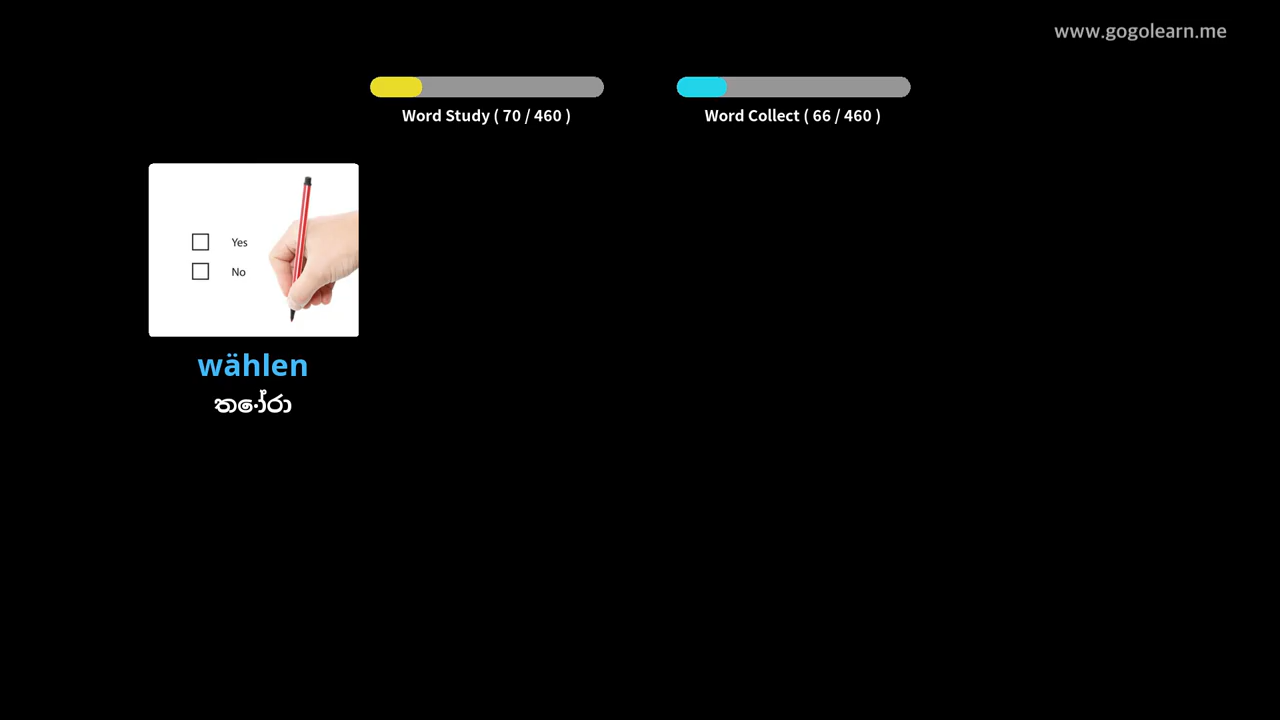 www.gogolearn.me
Word Study ( 70 / 460 )
Word Collect ( 66 / 460 )
Yes
No
wählen
තෝරා